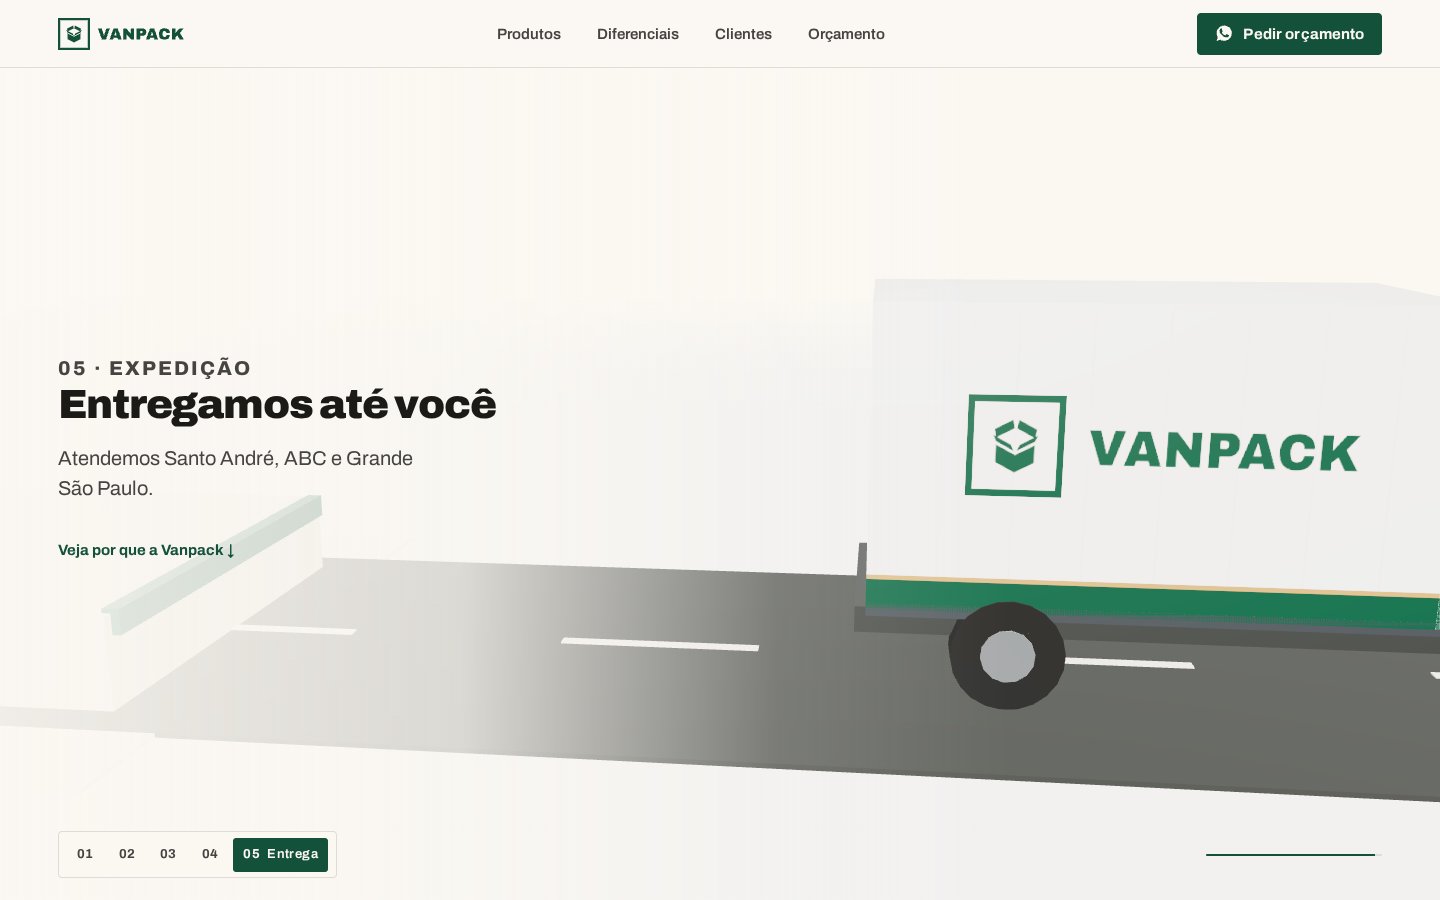 VANPACK
Produtos
Diferenciais
Clientes
Orçamento
Pedir orçamento
05 · EXPEDIÇÃO
Entregamos até você
Atendemos Santo André, ABC e Grande
São Paulo.
Veja por que a Vanpack ↓
VANPACK
01
02
03
04
05 Entrega